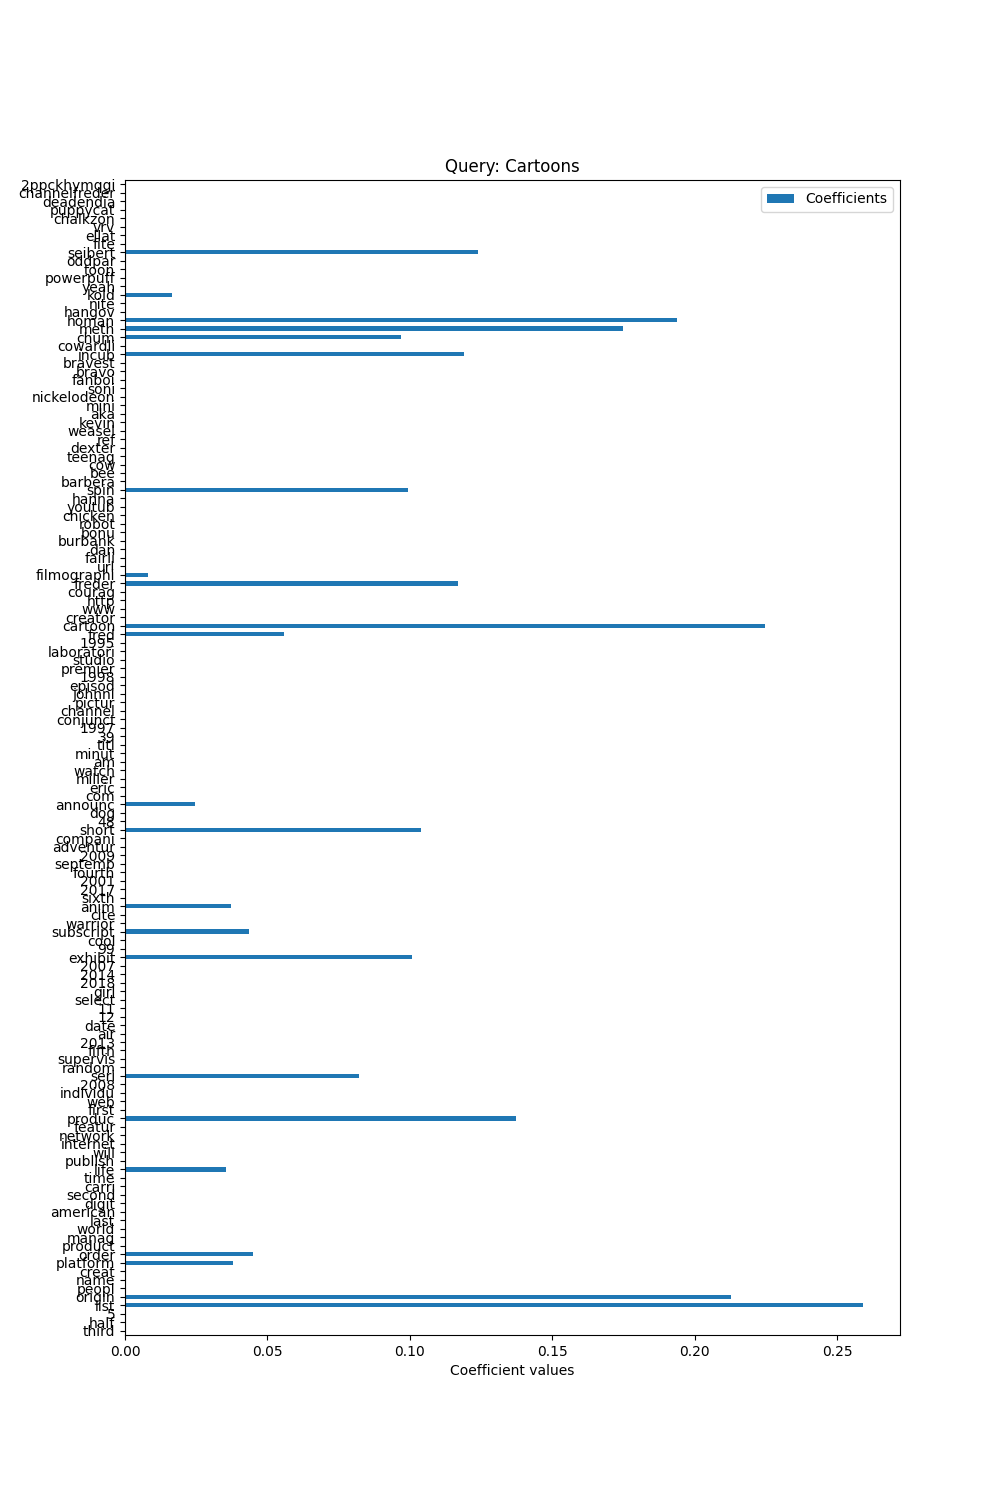 Query: Cartoons
Coefficients
2ppckhymqqi
channelfreder
deadendia
puppycat
chalkzon
vrv
ellat
fite
seibert
oddpar
toon
powerpuff
yeah
kold
nite
hangov
homan
meth
chum
cowardli
incub
bravest
bravo
fanboi
soni
nickelodeon
mini
aka
kevin
weasel
ref
dexter
teenag
cow
bee
barbera
spin
hanna
youtub
chicken
robot
bonu
burbank
dan
fairli
url
filmographi
freder
courag
http
www
creator
cartoon
fred
1995
laboratori
studio
premier
1998
episod
johnni
pictur
channel
conjunct
1997
39
titl
minut
am
watch
miller
eric
com
announc
dog
48
short
compani
adventur
2009
septemb
fourth
2001
2017
sixth
anim
cite
warrior
subscript
cool
99
exhibit
2007
2014
2018
girl
select
11
12
date
air
2013
fifth
supervis
random
seri
2008
individu
web
first
produc
featur
network
internet
will
publish
life
time
carri
second
digit
american
last
world
manag
product
order
platform
creat
name
peopl
origin
list
5
half
third
0.00 0.05 0.10 0.15 0.20 0.25
Coefficient values